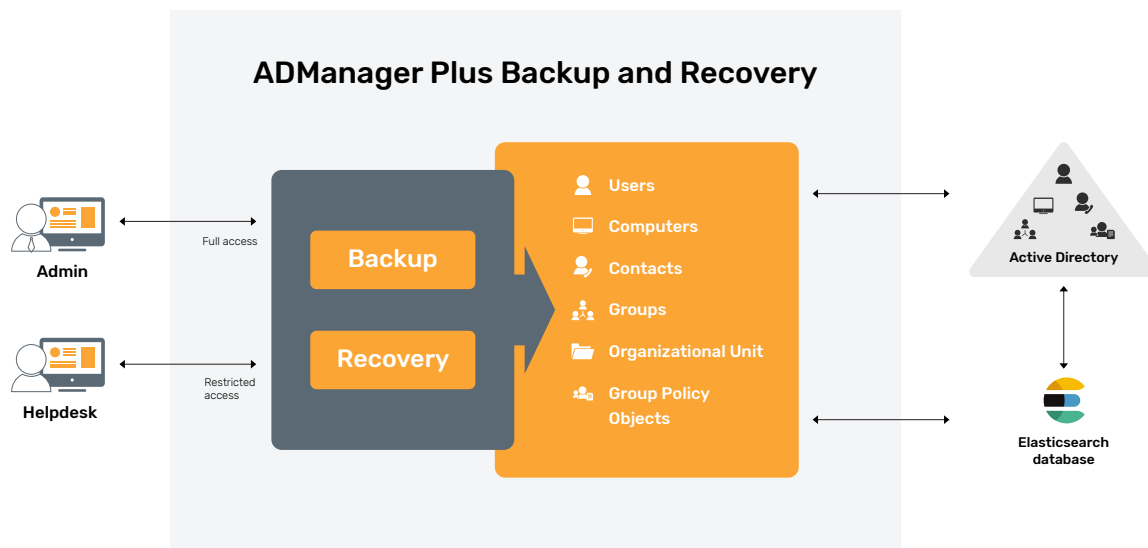 ADManager Plus Backup and Recovery
Admin
Full access
Helpdesk
Restricted
access
Backup
Recovery
Users
Computers
Contacts
Groups
Organizational Unit
Group Policy
Objects
Active Directory
Elasticsearch
database